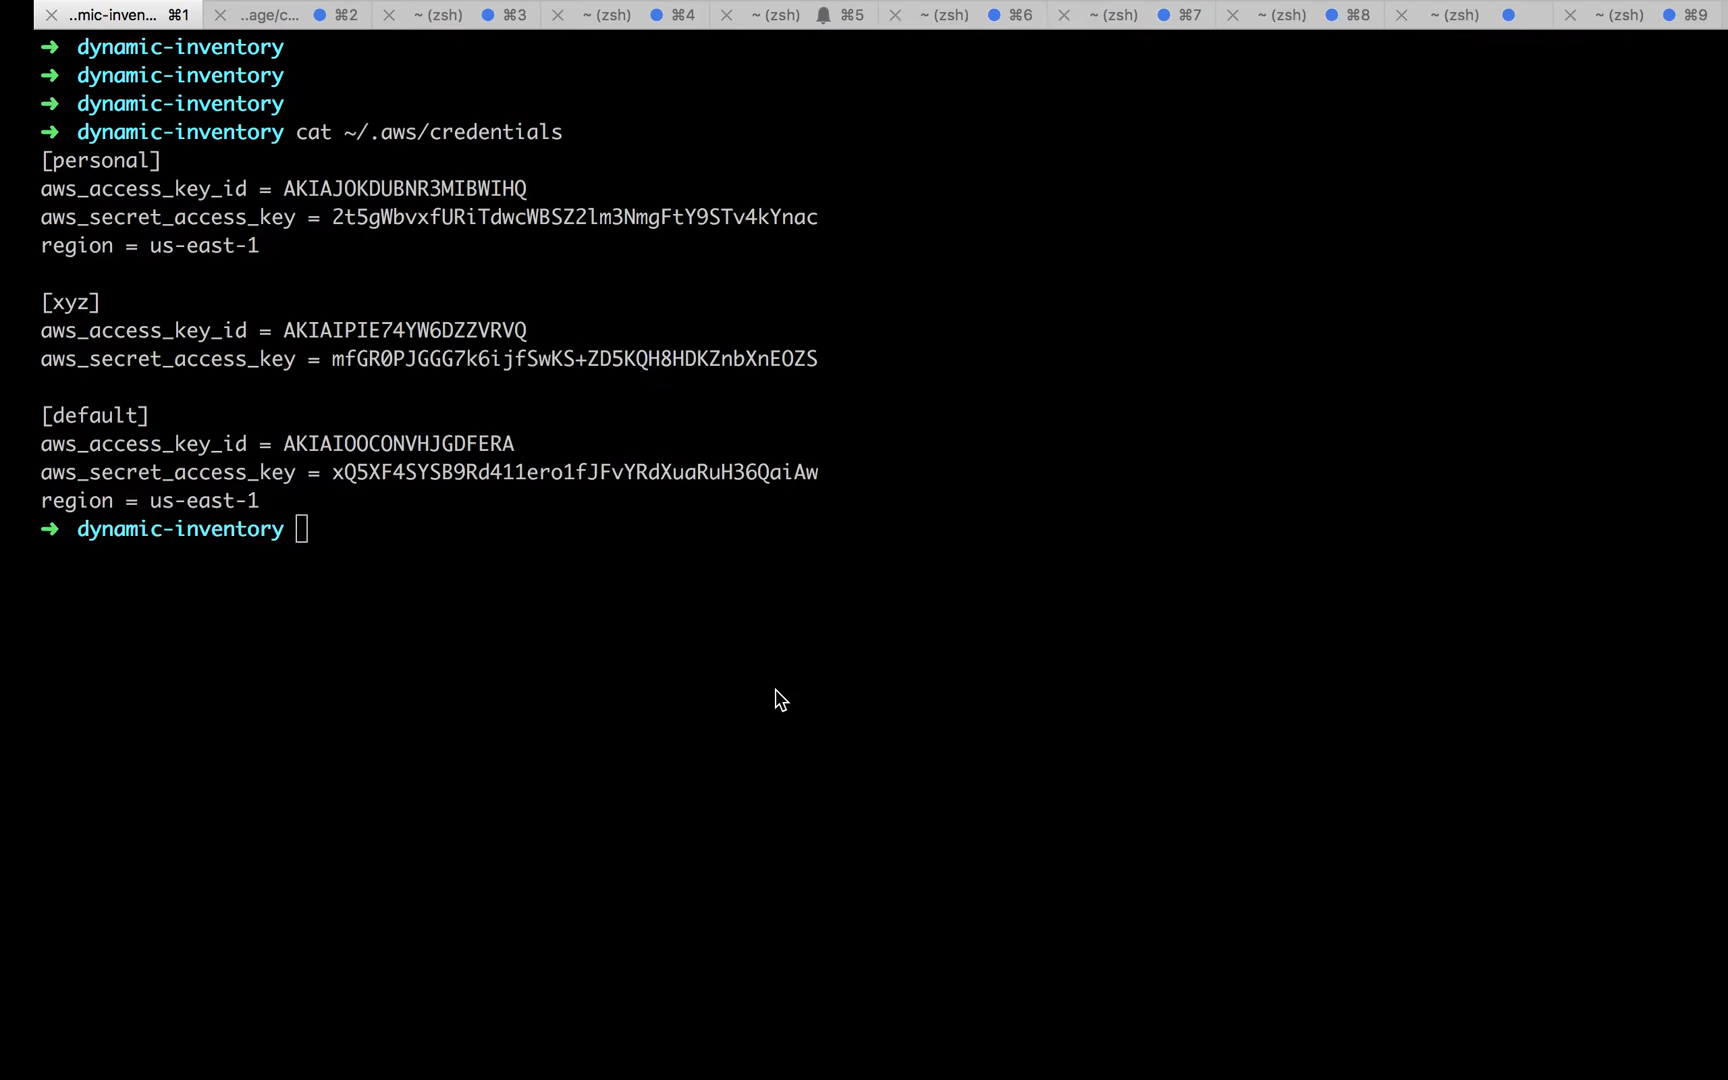 ..mic-inven... ⌘1 ..age/c... ⌘2 ~ (zsh) ⌘3 ~ (zsh) ⌘4 ~ (zsh) ⌘5 ~ (zsh) ⌘6 ~ (zsh) ⌘7 ~ (zsh) ⌘8 ~ (zsh) ~ (zsh) ⌘9
➜ dynamic-inventory
➜ dynamic-inventory
➜ dynamic-inventory
➜ dynamic-inventory cat ~/.aws/credentials
[personal]
aws_access_key_id = AKIAJOKDUBNR3MIBWIHQ
aws_secret_access_key = 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
region = us-east-1
[xyz]
aws_access_key_id = AKIAIPIE74YW6DZZVRVQ
aws_secret_access_key = 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
[default]
aws_access_key_id = AKIAIOOCONVHJGDFERA
aws_secret_access_key = xQ5XF4SYSB9Rd411ero1fJFvYRdXuaRuH36QaiAw
region = us-east-1
➜ dynamic-inventory